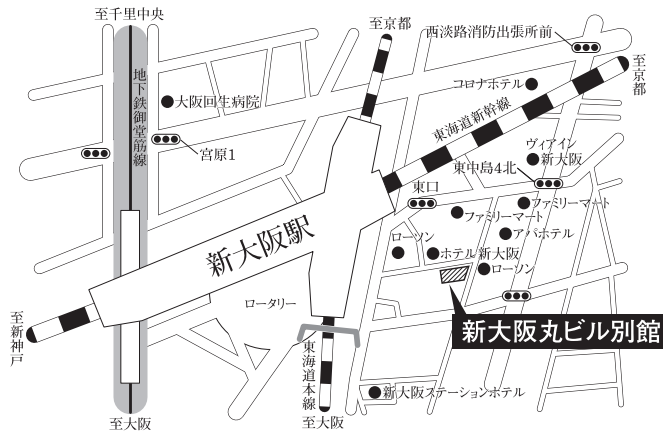 至千里中央
至京都
西淡路消防出張所前
至京都
コロナホテル
地下鉄御堂筋線
大阪回生病院
東海道新幹線
宮原1
ヴィアイン
新大阪
東中島4北
東口
ファミリーマート
ファミリーマート
アパホテル
新大阪駅
ローソン
ホテル新大阪
ローソン
ロータリー
至新神戸
新大阪丸ビル別館
東海道本線
新大阪ステーションホテル
至大阪
至大阪